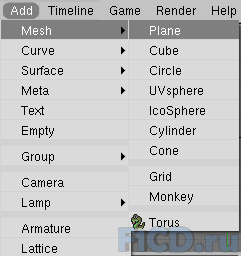 Add Timeline Game Render Help
Mesh
Curve
Surface
Meta
Text
Empty
Group
Camera
Lamp
Armature
Lattice
Plane
Cube
Circle
UVsphere
IcoSphere
Cylinder
Cone
Grid
Monkey
Torus
F1CD.ru